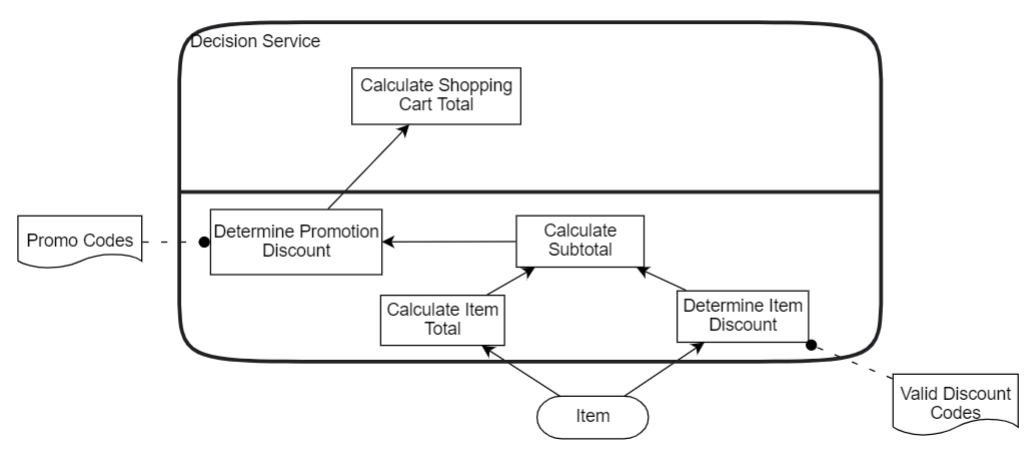 Decision Service
Calculate Shopping
Cart Total
Promo Codes
Determine Promotion
Discount
Calculate
Subtotal
Calculate Item
Total
Determine Item
Discount
Item
Valid Discount
Codes